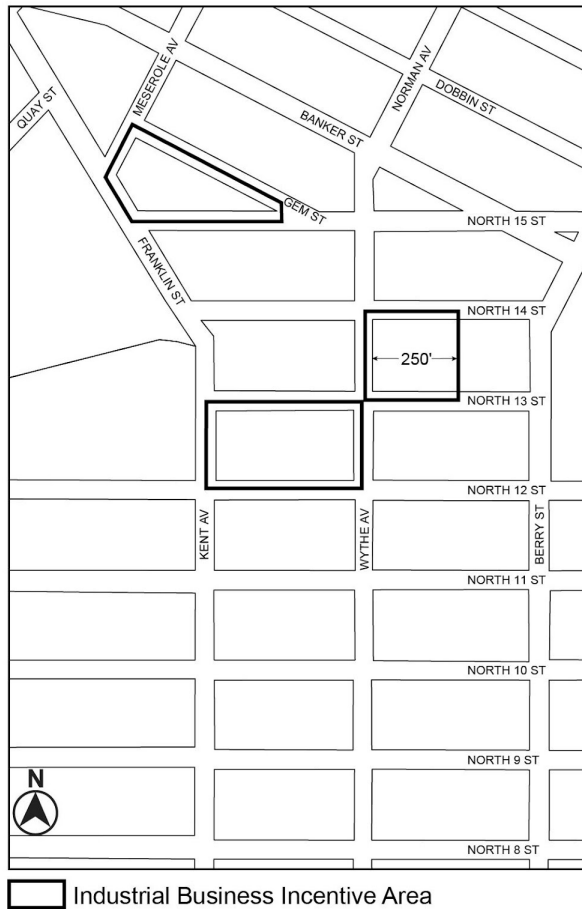 QUAY ST
MESEROLE AV
NORMAN AV
DOBBIN ST
BANKER ST
GEM ST
NORTH 15 ST
FRANKLIN ST
NORTH 14 ST
250'
NORTH 13 ST
NORTH 12 ST
KENT AV
WYTHE AV
BERRY ST
NORTH 11 ST
NORTH 10 ST
NORTH 9 ST
N
NORTH 8 ST
Industrial Business Incentive Area